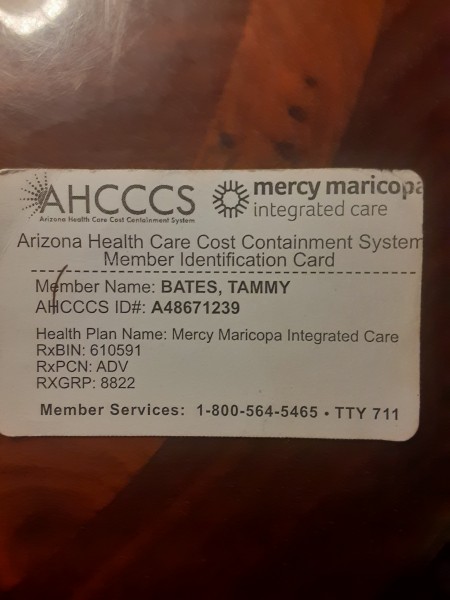 AHCCCS
Arizona Health Care Cost Containment System
mercy maricopa
integrated care
Arizona Health Care Cost Containment System
Member Identification Card
Member Name: BATES, TAMMY
AHCCCS ID#: A48671239
Health Plan Name: Mercy Maricopa Integrated Care
RxBIN: 610591
RxPCN: ADV
RXGRP: 8822
Member Services: 1-800-564-5465 • TTY 711